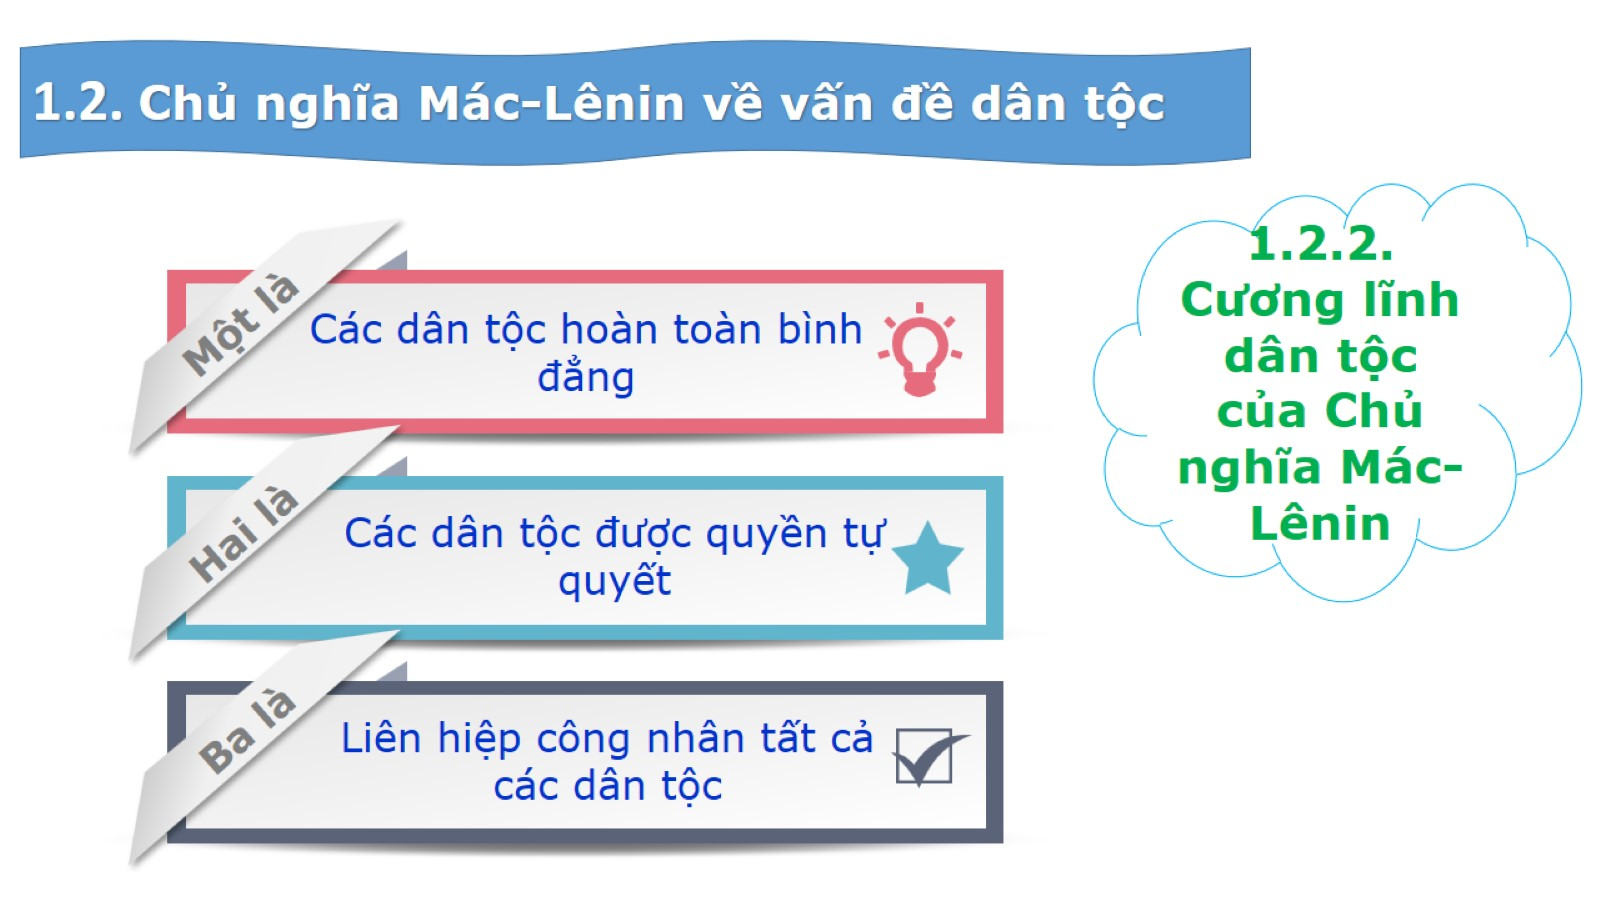 1.2. Chủ nghĩa Mác–Lênin về vấn đề dân tộc
Một là
Các dân tộc hoàn toàn bình
đẳng
Hai là
Các dân tộc được quyền tự
quyết
Ba là
Liên hiệp công nhân tất cả
các dân tộc
1.2.2.
Cương lĩnh
dân tộc
của Chủ
nghĩa Mác–
Lênin